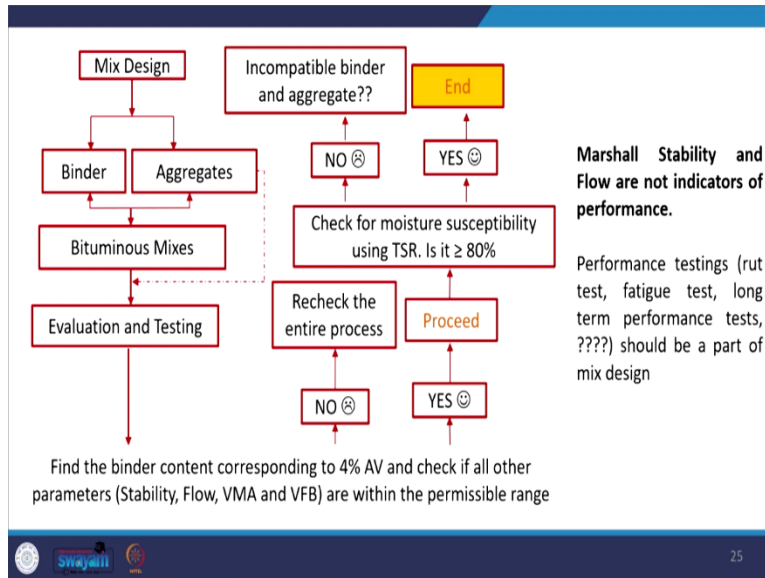 Mix Design
Binder
Aggregates
Bituminous Mixes
Evaluation and Testing
Find the binder content corresponding to 4% AV and check if all other
parameters (Stability, Flow, VMA and VFB) are within the permissible range
NO ☹
YES ☺
Recheck the
entire process
Proceed
Check for moisture susceptibility
using TSR. Is it ≥ 80%
NO ☹
YES ☺
Incompatible binder
and aggregate??
End
Marshall Stability and
Flow are not indicators of
performance.
Performance testings (rut
test, fatigue test, long
term performance tests,
????) should be a part of
mix design
swayam
25